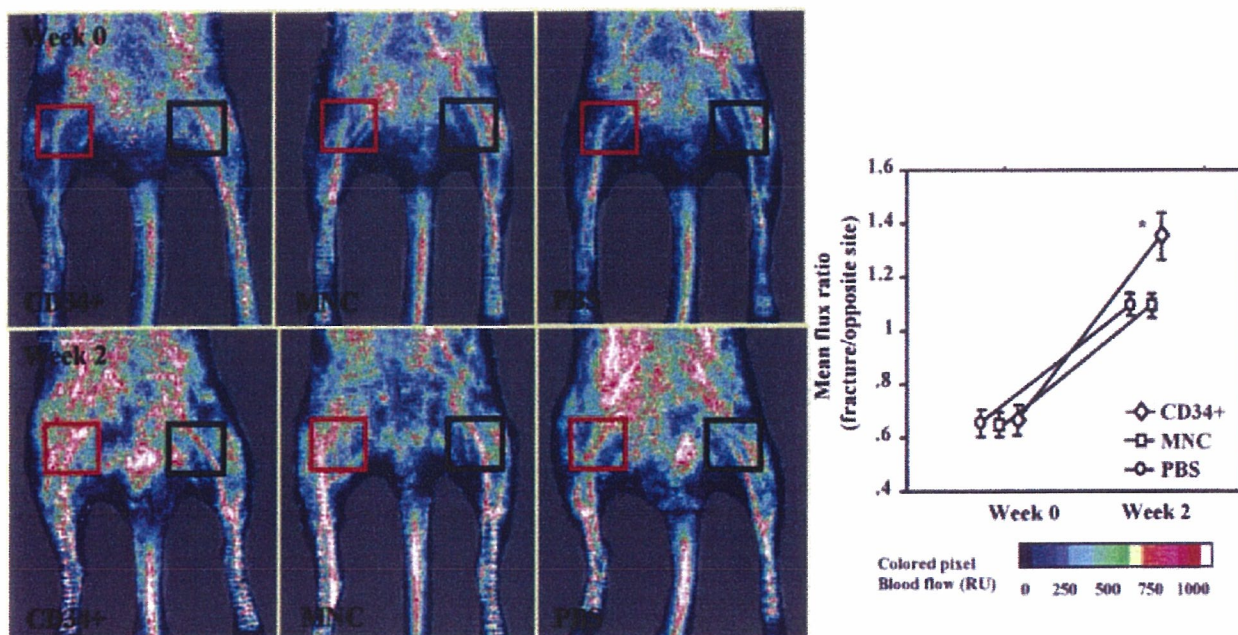 Week 0
CD34+
MNC
PBS
Week 2
CD34+
MNC
PBS
Mean flux ratio
(fracture/opposite site)
1.6
1.4
1.2
1
.8
.6
.4
*
CD34+
MNC
PBS
Week 0
Week 2
Colored pixel
Blood flow (RU)
0
250
500
750
1000